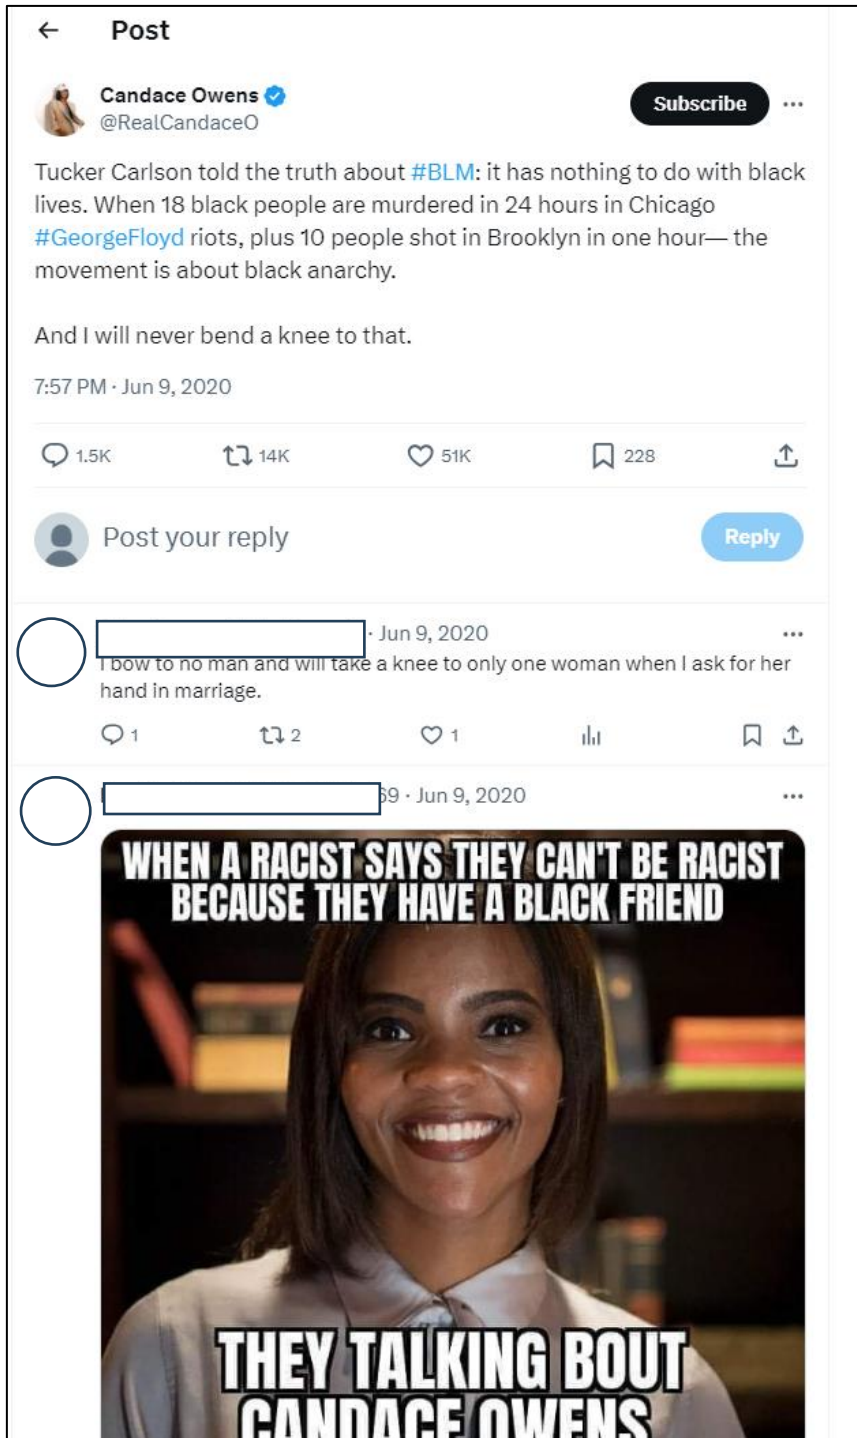 Post
Candace Owens
@RealCandaceO
Subscribe
Tucker Carlson told the truth about #BLM: it has nothing to do with black
lives. When 18 black people are murdered in 24 hours in Chicago
#GeorgeFloyd riots, plus 10 people shot in Brooklyn in one hour— the
movement is about black anarchy.
And I will never bend a knee to that.
7:57 PM · Jun 9, 2020
1.5K 14K 51K 228
Post your reply
Reply
· Jun 9, 2020
I bow to no man and will take a knee to only one woman when I ask for her
hand in marriage.
1 2 1
69 · Jun 9, 2020
WHEN A RACIST SAYS THEY CAN'T BE RACIST
BECAUSE THEY HAVE A BLACK FRIEND
THEY TALKING BOUT
CANDACE OWENS